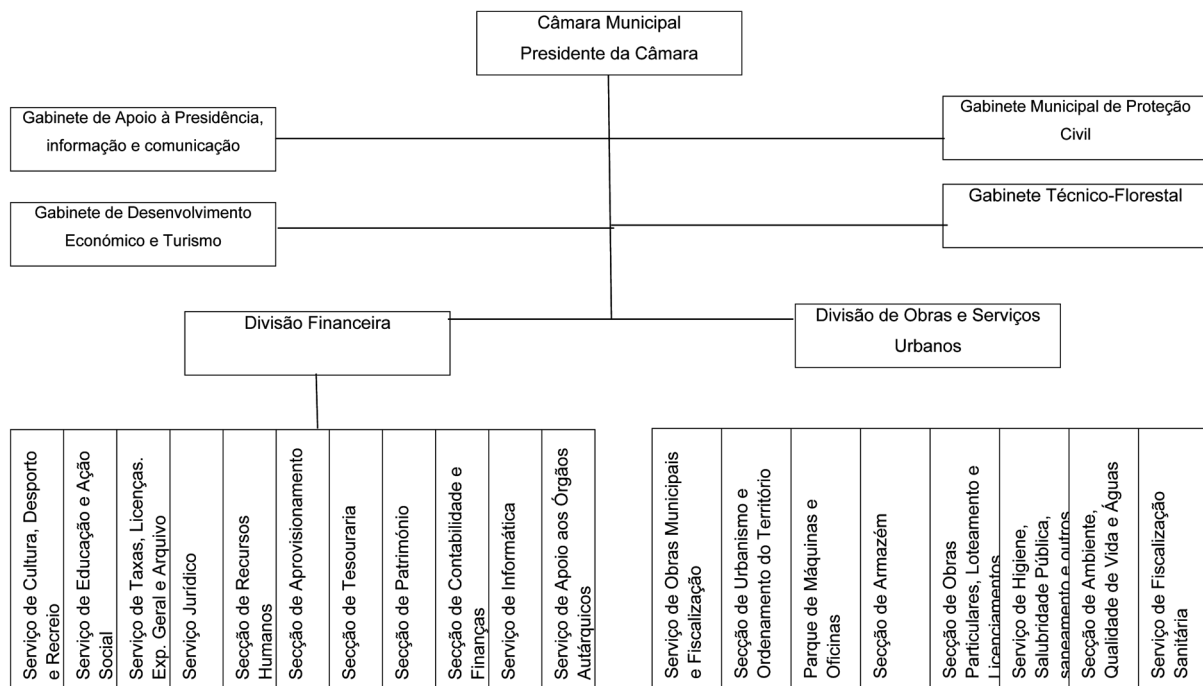 Câmara Municipal
Presidente da Câmara
Gabinete de Apoio à Presidência,
informação e comunicação
Gabinete Municipal de Proteção
Civil
Gabinete de Desenvolvimento
Económico e Turismo
Gabinete Técnico-Florestal
Divisão Financeira
Divisão de Obras e Serviços
Urbanos
Serviço de Cultura, Desporto
e Recreio
Serviço de Educação e Ação
Social
Serviço de Taxas, Licenças.
Exp. Geral e Arquivo
Serviço Jurídico
Secção de Recursos
Humanos
Secção de Aprovisionamento
Secção de Tesouraria
Secção de Património
Secção de Contabilidade e
Finanças
Serviço de Informática
Serviço de Apoio aos Órgãos
Autárquicos
Serviço de Obras Municipais
e Fiscalização
Secção de Urbanismo e
Ordenamento do Território
Parque de Máquinas e
Oficinas
Secção de Armazém
Secção de Obras
Particulares, Loteamento e
Licenciamentos
Serviço de Higiene,
Salubridade Pública,
saneamento e outros
Secção de Ambiente,
Qualidade de Vida e Águas
Serviço de Fiscalização
Sanitária